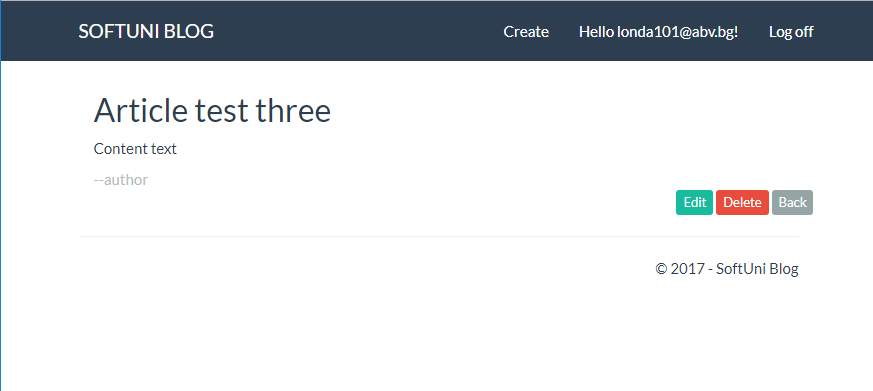 SOFTUNI BLOG Create Hello londa101@abv.bg! Log off
Article test three
Content text
--author
Edit Delete Back
© 2017 - SoftUni Blog